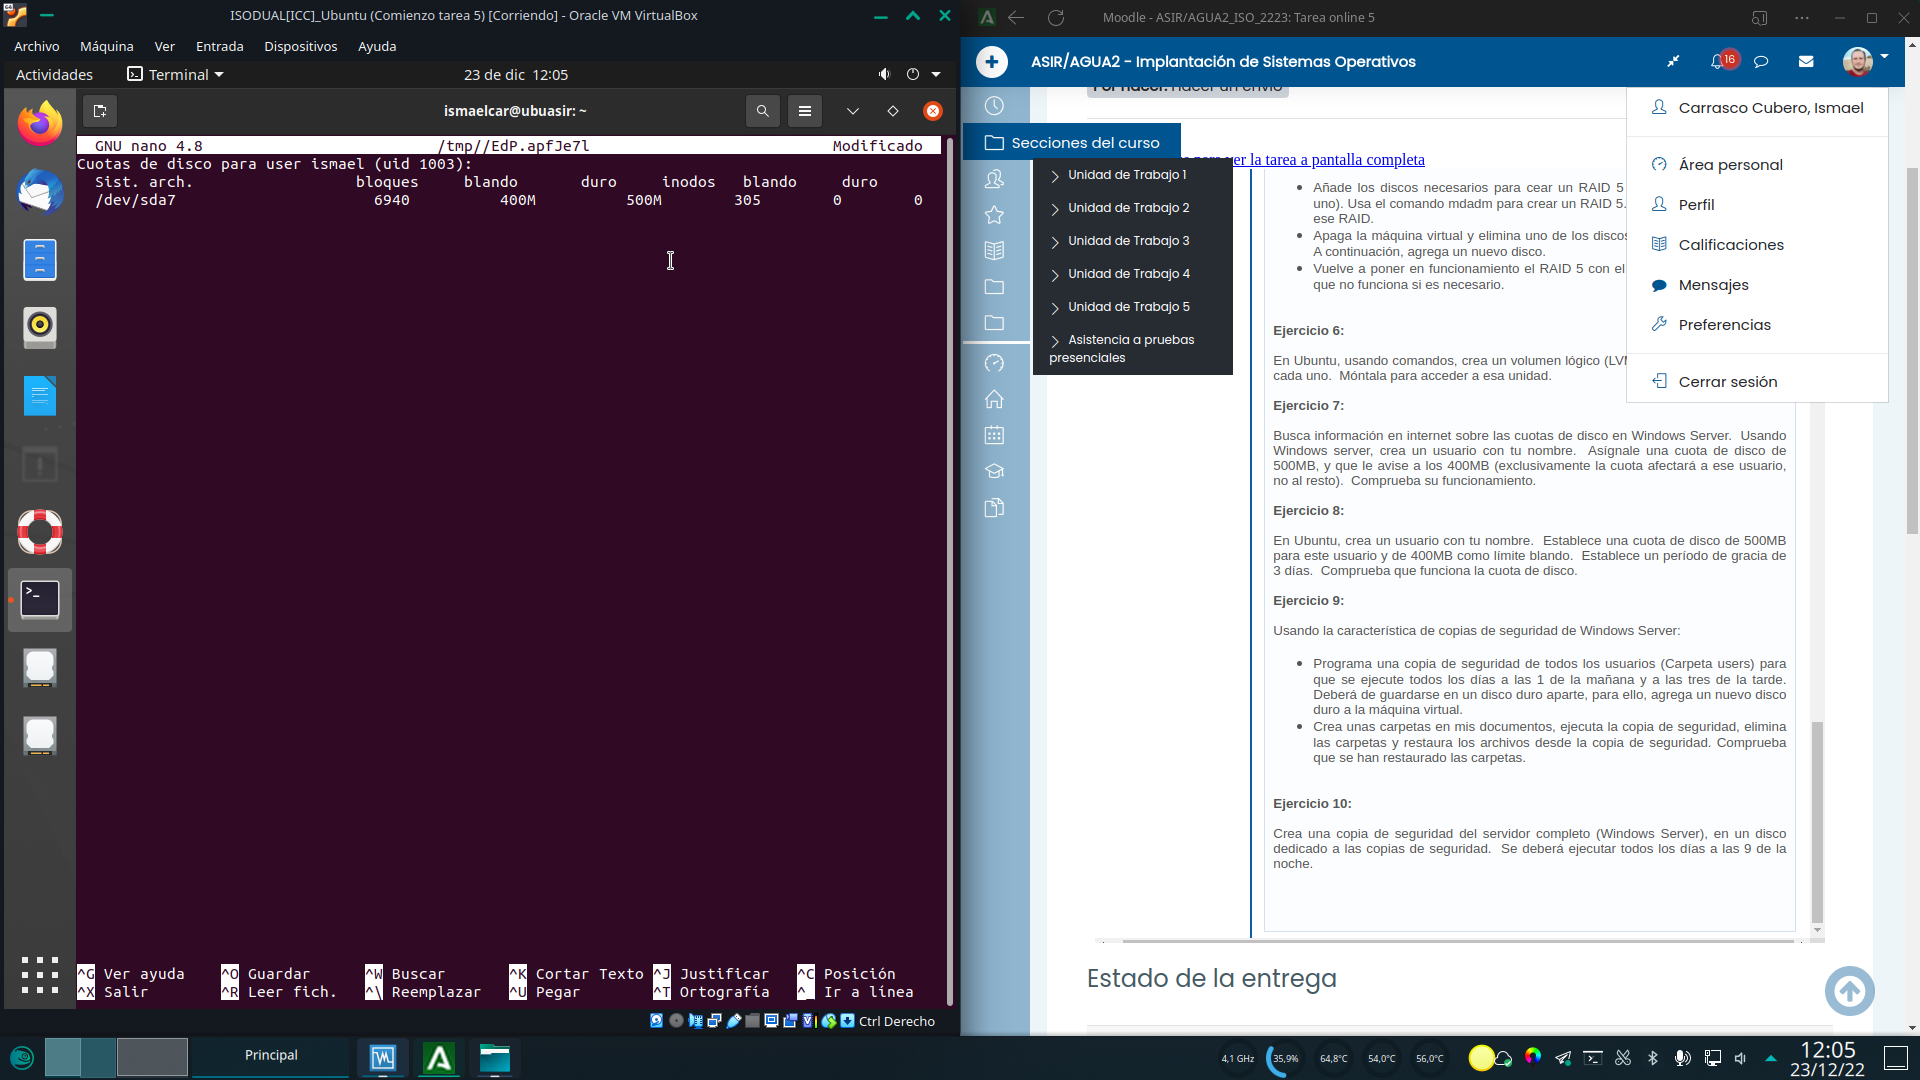 ISODUAL[ICC]_Ubuntu (Comienzo tarea 5) [Corriendo] - Oracle VM VirtualBox
Archivo Máquina Ver Entrada Dispositivos Ayuda
Actividades Terminal 23 de dic 12:05
ismaelcar@ubuasir: ~
GNU nano 4.8 /tmp//EdP.apfJe7l Modificado
Cuotas de disco para user ismael (uid 1003):
Sist. arch. bloques blando duro inodos blando duro
/dev/sda7 6940 400M 500M 305 0 0
^G Ver ayuda ^O Guardar ^W Buscar ^K Cortar Texto ^J Justificar ^C Posición
^X Salir ^R Leer fich. ^\ Reemplazar ^U Pegar ^T Ortografía ^_ Ir a línea
Ctrl Derecho
Moodle - ASIR/AGUA2_ISO_2223: Tarea online 5
ASIR/AGUA2 - Implantación de Sistemas Operativos
16
Por hacer: Hacer un envío
Secciones del curso
Unidad de Trabajo 1
Unidad de Trabajo 2
Unidad de Trabajo 3
Unidad de Trabajo 4
Unidad de Trabajo 5
Asistencia a pruebas
presenciales
ver la tarea a pantalla completa
Carrasco Cubero, Ismael
Área personal
Perfil
Calificaciones
Mensajes
Preferencias
Cerrar sesión
Añade los discos necesarios para cear un RAID 5
uno). Usa el comando mdadm para crear un RAID 5.
ese RAID.
Apaga la máquina virtual y elimina uno de los discos
A continuación, agrega un nuevo disco.
Vuelve a poner en funcionamiento el RAID 5 con el
que no funciona si es necesario.
Ejercicio 6:
En Ubuntu, usando comandos, crea un volumen lógico (LVM
cada uno. Móntala para acceder a esa unidad.
Ejercicio 7:
Busca información en internet sobre las cuotas de disco en Windows Server. Usando
Windows server, crea un usuario con tu nombre. Asígnale una cuota de disco de
500MB, y que le avise a los 400MB (exclusivamente la cuota afectará a ese usuario,
no al resto). Comprueba su funcionamiento.
Ejercicio 8:
En Ubuntu, crea un usuario con tu nombre. Establece una cuota de disco de 500MB
para este usuario y de 400MB como límite blando. Establece un período de gracia de
3 días. Comprueba que funciona la cuota de disco.
Ejercicio 9:
Usando la característica de copias de seguridad de Windows Server:
Programa una copia de seguridad de todos los usuarios (Carpeta users) para
que se ejecute todos los días a las 1 de la mañana y a las tres de la tarde.
Deberá de guardarse en un disco duro aparte, para ello, agrega un nuevo disco
duro a la máquina virtual.
Crea unas carpetas en mis documentos, ejecuta la copia de seguridad, elimina
las carpetas y restaura los archivos desde la copia de seguridad. Comprueba
que se han restaurado las carpetas.
Ejercicio 10:
Crea una copia de seguridad del servidor completo (Windows Server), en un disco
dedicado a las copias de seguridad. Se deberá ejecutar todos los días a las 9 de la
noche.
Estado de la entrega
Principal
4,1 GHz 35,9% 64,8°C 54,0°C 56,0°C
12:05
23/12/22